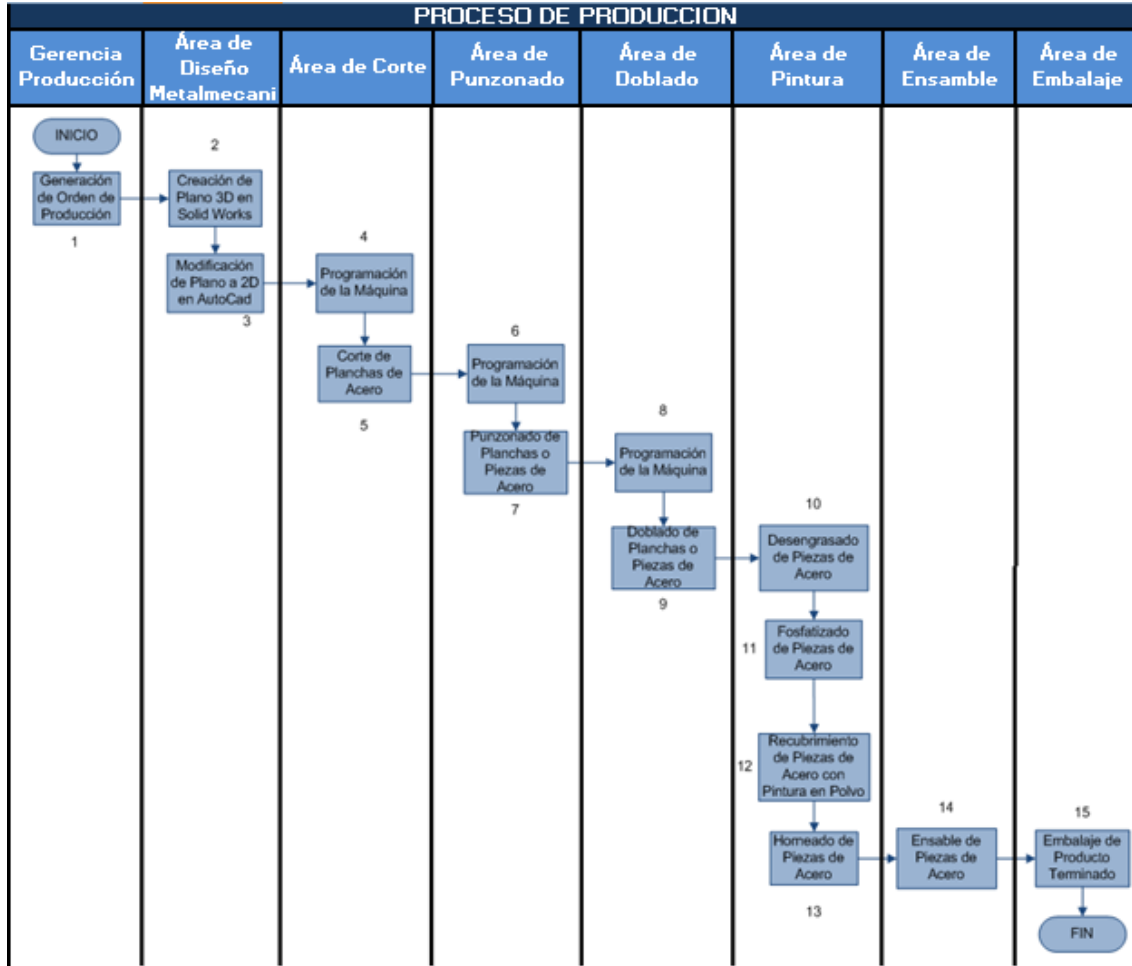 PROCESO DE PRODUCCION
Gerencia
Producción
Área de
Diseño
Metalmecani
Área de Corte
Área de
Punzonado
Área de
Doblado
Área de
Pintura
Área de
Ensamble
Área de
Embalaje
INICIO
Generación
de Orden de
Producción
1
2
Creación de
Plano 3D en
Solid Works
Modificación
de Plano a 2D
en AutoCad
3
4
Programación
de la Máquina
Corte de
Planchas de
Acero
5
6
Programación
de la Máquina
Punzonado de
Planchas o
Piezas de
Acero
7
8
Programación
de la Máquina
Doblado de
Planchas o
Piezas de
Acero
9
10
Desengrasado
de Piezas de
Acero
11
Fosfatizado
de Piezas de
Acero
12
Recubrimiento
de Piezas de
Acero con
Pintura en Polvo
Horneado de
Piezas de
Acero
13
14
Ensable de
Piezas de
Acero
15
Embalaje de
Producto
Terminado
FIN